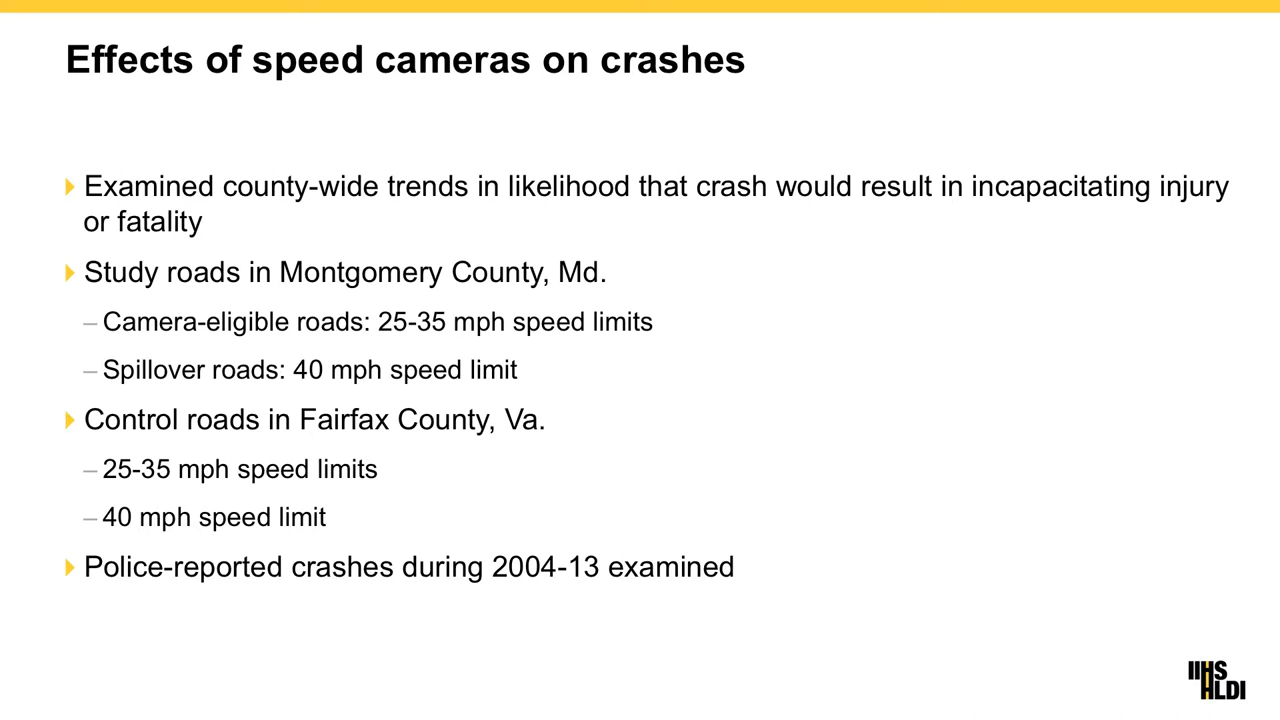 Effects of speed cameras on crashes
Examined county-wide trends in likelihood that crash would result in incapacitating injury
or fatality
Study roads in Montgomery County, Md.
– Camera-eligible roads: 25-35 mph speed limits
– Spillover roads: 40 mph speed limit
Control roads in Fairfax County, Va.
– 25-35 mph speed limits
– 40 mph speed limit
Police-reported crashes during 2004-13 examined
IIHS
HLDI